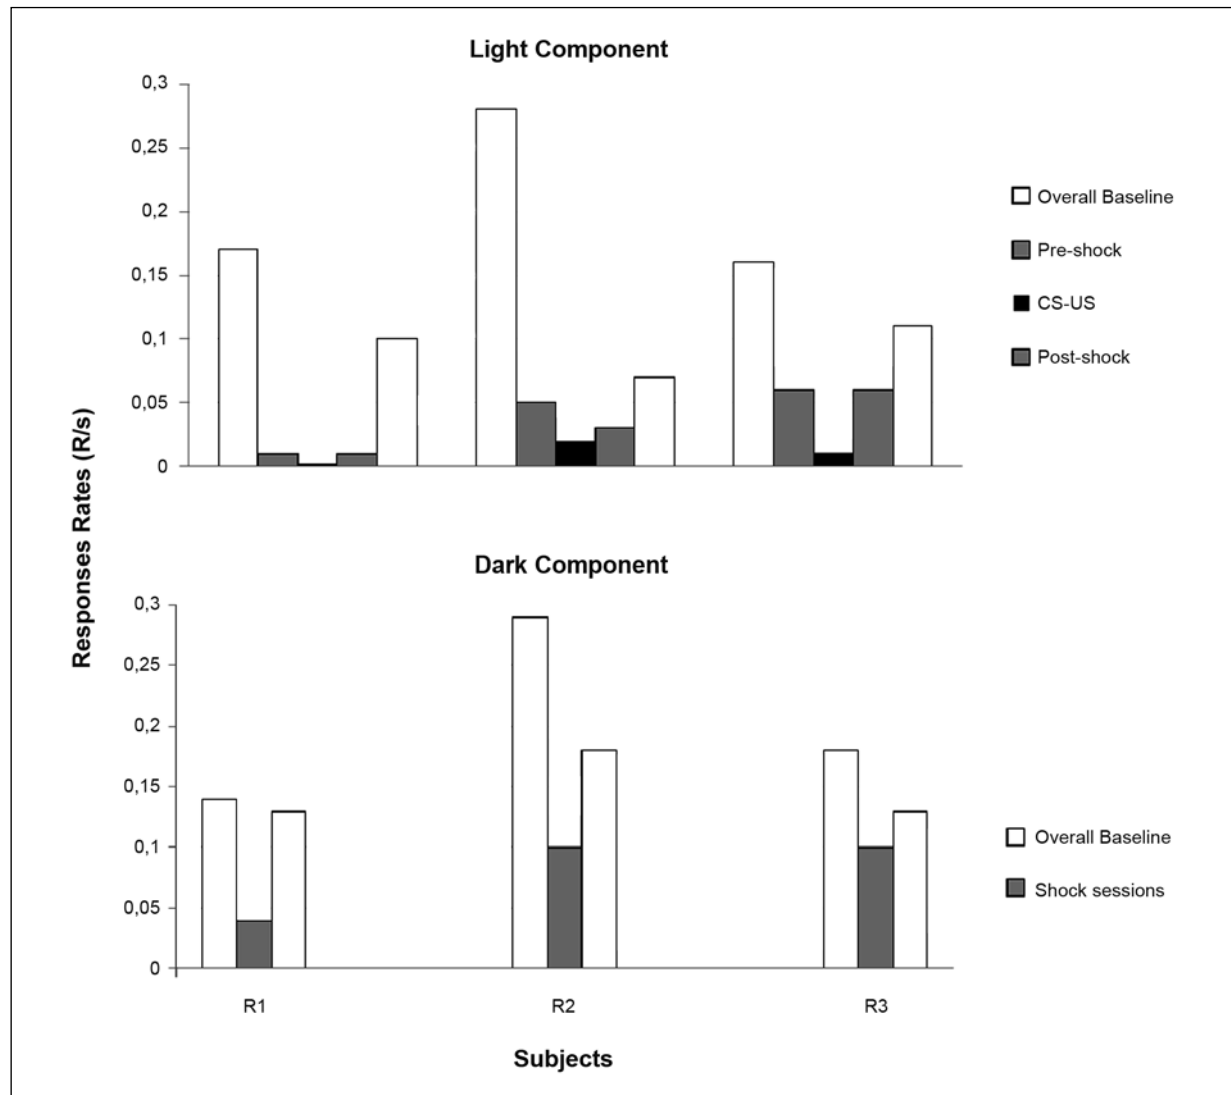 Light Component
0,3
0,25
0,2
0,15
0,1
0,05
0
Overall Baseline
Pre-shock
CS-US
Post-shock
Responses Rates (R/s)
Dark Component
0,3
0,25
0,2
0,15
0,1
0,05
0
Overall Baseline
Shock sessions
R1 R2 R3
Subjects